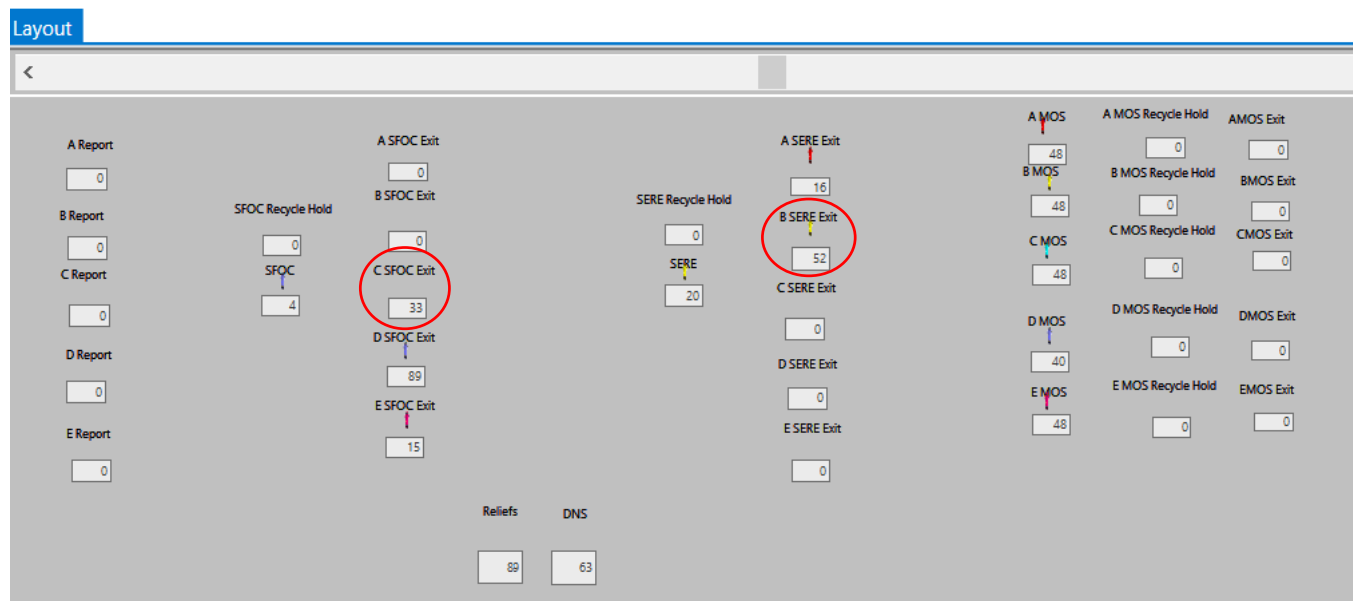 Layout
<
A Report
0
B Report
0
C Report
0
D Report
0
E Report
0
SFOC Recycle Hold
0
SFOC
4
A SFOC Exit
0
B SFOC Exit
0
C SFOC Exit
33
D SFOC Exit
89
E SFOC Exit
15
Reliefs
89
DNS
63
SERE Recycle Hold
0
SERE
20
A SERE Exit
16
B SERE Exit
52
C SERE Exit
0
D SERE Exit
0
E SERE Exit
0
A MOS
48
B MOS
48
C MOS
48
D MOS
40
E MOS
48
A MOS Recycle Hold
0
B MOS Recycle Hold
0
C MOS Recycle Hold
0
D MOS Recycle Hold
0
E MOS Recycle Hold
0
AMOS Exit
0
BMOS Exit
0
CMOS Exit
0
DMOS Exit
0
EMOS Exit
0